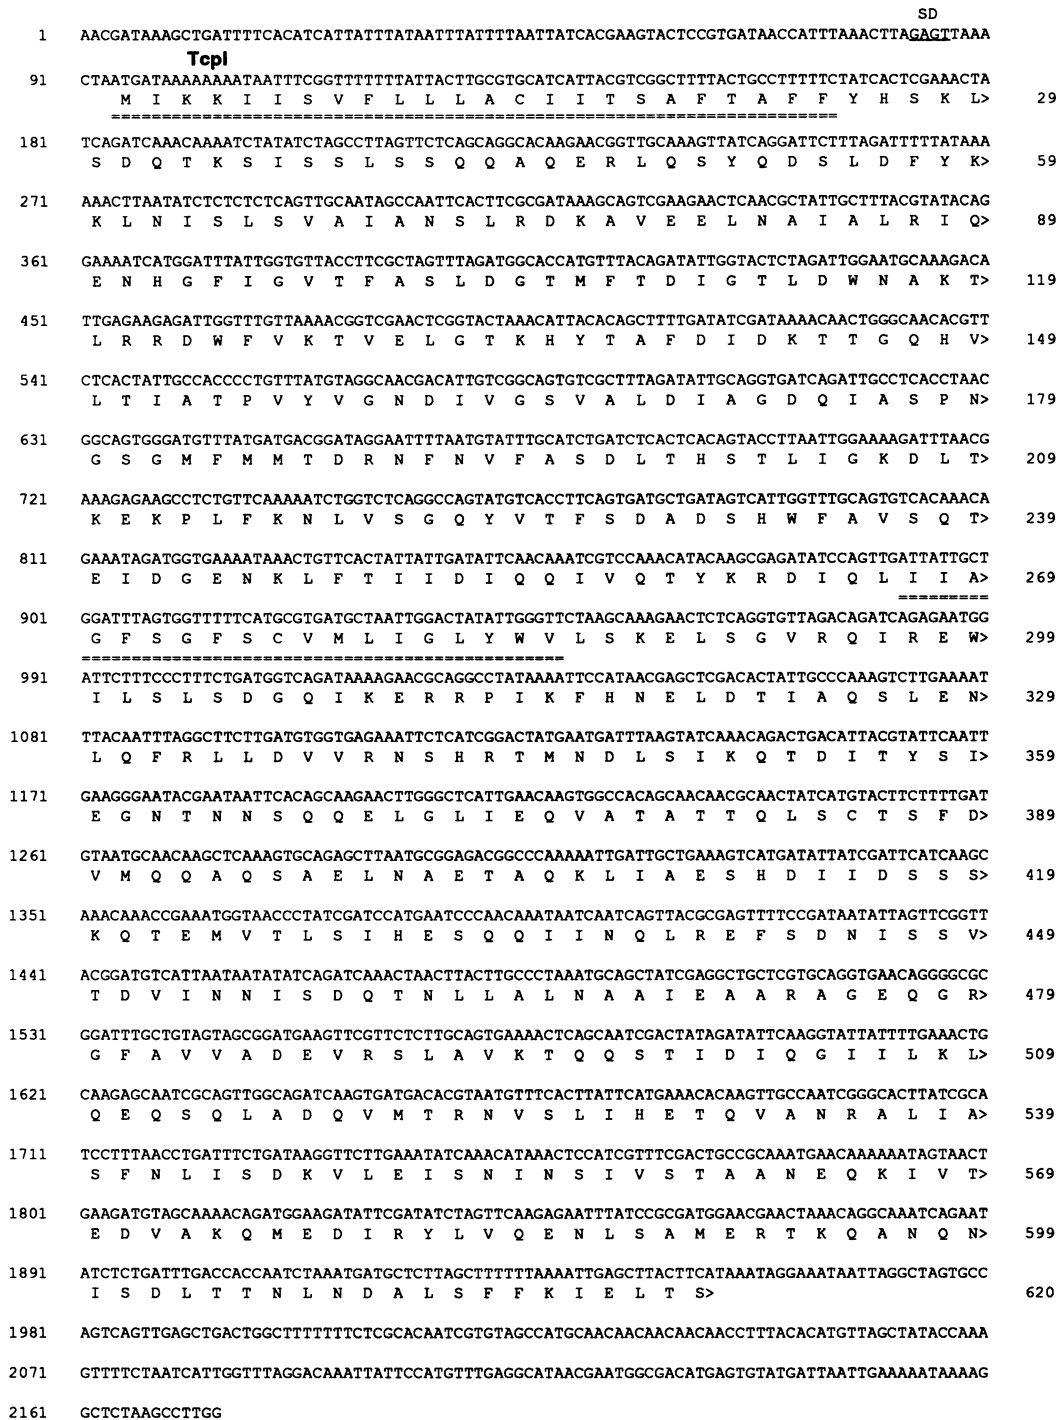 SD
1 AACGATAAAGCTGATTTTCACATCATTATTTATAATTTATTTTTAATTATCACGAAGTACTCCGTGATAACCATTTAAACTTAGAGTTAAA
TcpI
91 CTAATGATAAAAAAAATAATTTCGGTTTTTTTATTACTTGCGTGCATCATTACGTCGGCTTTTACTGCCTTTTTCTATCACTCGAAACTA
M I K K I I S V F L L L A C I I T S A F T A F F Y H S K L> 29
181 TCAGATCAAACAAAATCTATATCTAGCCTTAGTTCTCAGCAGGCACAAGAACGGTTGCAAAGTTATCAGGATTCTTTAGATTTTTATAAA
S D Q T K S I S S L S S Q Q A Q E R L Q S Y Q D S L D F Y K> 59
271 AAACTTAATATCTCTCTCTCAGTTGCAATAGCCAATTCACTTCGCGATAAAGCAGTCGAAGAACTCAACGCTATTGCTTTACGTATACAG
K L N I S L S V A I A N S L R D K A V E E L N A I A L R I Q> 89
361 GAAAATCATGGATTTATTGGTGTTACCTTCGCTAGTTTAGATGGCACCATGTTTACAGATATTGGTACTCTAGATTGGAATGCAAAGACA
E N H G F I G V T F A S L D G T M F T D I G T L D W N A K T> 119
451 TTGAGAAGAGATTGGTTTGTTAAAACGGTCGAACTCGGTACTAAACATTACACAGCTTTTGATATCGATAAAACAACTGGGCAACACGTT
L R R D W F V K T V E L G T K H Y T A F D I D K T T G Q H V> 149
541 CTCACTATTGCCACCCCTGTTTATGTAGGCAACGACATTGTCGGCAGTGTCGCTTTAGATATTGCAGGTGATCAGATTGCCTCACCTAAC
L T I A T P V Y V G N D I V G S V A L D I A G D Q I A S P N> 179
631 GGCAGTGGGATGTTTATGATGACGGATAGGAATTTTAATGTATTTGCATCTGATCTCACTCACAGTACCTTAATTGGAAAAGATTTAACG
G S G M F M M T D R N F N V F A S D L T H S T L I G K D L T> 209
721 AAAGAGAAGCCTCTGTTCAAAAATCTGGTCTCAGGCCAGTATGTCACCTTCAGTGATGCTGATAGTCATTGGTTTGCAGTGTCACAAACA
K E K P L F K N L V S G Q Y V T F S D A D S H W F A V S Q T> 239
811 GAAATAGATGGTGAAAATAAACTGTTCACTATTATTGATATTCAACAAATCGTCCAAACATACAAGCGAGATATCCAGTTGATTATTGCT
E I D G E N K L F T I I D I Q Q I V Q T Y K R D I Q L I I A> 269
901 GGATTTAGTGGTTTTTCATGCGTGATGCTAATTGGACTATATTGGGTTCTAAGCAAAGAACTCTCAGGTGTTAGACAGATCAGAGAATGG
G F S G F S C V M L I G L Y W V L S K E L S G V R Q I R E W> 299
991 ATTCTTTCCCTTTCTGATGGTCAGATAAAAGAACGCAGGCCTATAAAATTCCATAACGAGCTCGACACTATTGCCCAAAGTCTTGAAAAT
I L S L S D G Q I K E R R P I K F H N E L D T I A Q S L E N> 329
1081 TTACAATTTAGGCTTCTTGATGTGGTGAGAAATTCTCATCGGACTATGAATGATTTAAGTATCAAACAGACTGACATTACGTATTCAATT
L Q F R L L D V V R N S H R T M N D L S I K Q T D I T Y S I> 359
1171 GAAGGGAATACGAATAATTCACAGCAAGAACTTGGGCTCATTGAACAAGTGGCCACAGCAACAACGCAACTATCATGTACTTCTTTTGAT
E G N T N N S Q Q E L G L I E Q V A T A T T Q L S C T S F D> 389
1261 GTAATGCAACAAGCTCAAAGTGCAGAGCTTAATGCGGAGACGGCCCAAAAATTGATTGCTGAAAGTCATGATATTATCGATTCATCAAGC
V M Q Q A Q S A E L N A E T A Q K L I A E S H D I I D S S S> 419
1351 AAACAAACCGAAATGGTAACCCTATCGATCCATGAATCCCAACAAATAATCAATCAGTTACGCGAGTTTTCCGATAATATTAGTTCGGTT
K Q T E M V T L S I H E S Q Q I I N Q L R E F S D N I S S V> 449
1441 ACGGATGTCATTAATAATATATCAGATCAAACTAACTTACTTGCCCTAAATGCAGCTATCGAGGCTGCTCGTGCAGGTGAACAGGGGCGC
T D V I N N I S D Q T N L L A L N A A I E A A R A G E Q G R> 479
1531 GGATTTGCTGTAGTAGCGGATGAAGTTCGTTCTCTTGCAGTGAAAACTCAGCAATCGACTATAGATATTCAAGGTATTATTTTGAAACTG
G F A V V A D E V R S L A V K T Q Q S T I D I Q G I I L K L> 509
1621 CAAGAGCAATCGCAGTTGGCAGATCAAGTGATGACACGTAATGTTTCACTTATTCATGAAACACAAGTTGCCAATCGGGCACTTATCGCA
Q E Q S Q L A D Q V M T R N V S L I H E T Q V A N R A L I A> 539
1711 TCCTTTAACCTGATTTCTGATAAGGTTCTTGAAATATCAAACATAAACTCCATCGTTTCGACTGCCGCAAATGAACAAAAAATAGTAACT
S F N L I S D K V L E I S N I N S I V S T A A N E Q K I V T> 569
1801 GAAGATGTAGCAAAACAGATGGAAGATATTCGATATCTAGTTCAAGAGAATTTATCCGCGATGGAACGAACTAAACAGGCAAATCAGAAT
E D V A K Q M E D I R Y L V Q E N L S A M E R T K Q A N Q N> 599
1891 ATCTCTGATTTGACCACCAATCTAAATGATGCTCTTAGCTTTTTTAAAATTGAGCTTACTTCATAAATAGGAAATAATTAGGCTAGTGCC
I S D L T T N L N D A L S F F K I E L T S> 620
1981 AGTCAGTTGAGCTGACTGGCTTTTTTTCTCGCACAATCGTGTAGCCATGCAACAACAACAACAACCTTTACACATGTTAGCTATACCAAA
2071 GTTTTCTAATCATTGGTTTAGGACAAATTATTCCATGTTTGAGGCATAACGAATGGCGACATGAGTGTATGATTAATTGAAAAATAAAAG
2161 GCTCTAAGCCTTGG